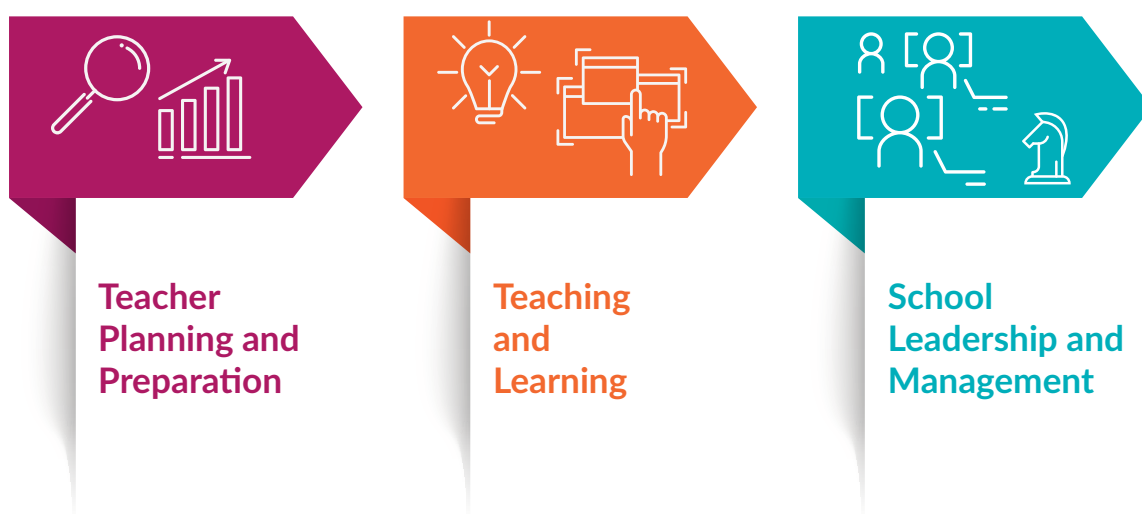 Teacher
Planning and
Preparation
Teaching
and
Learning
School
Leadership and
Management